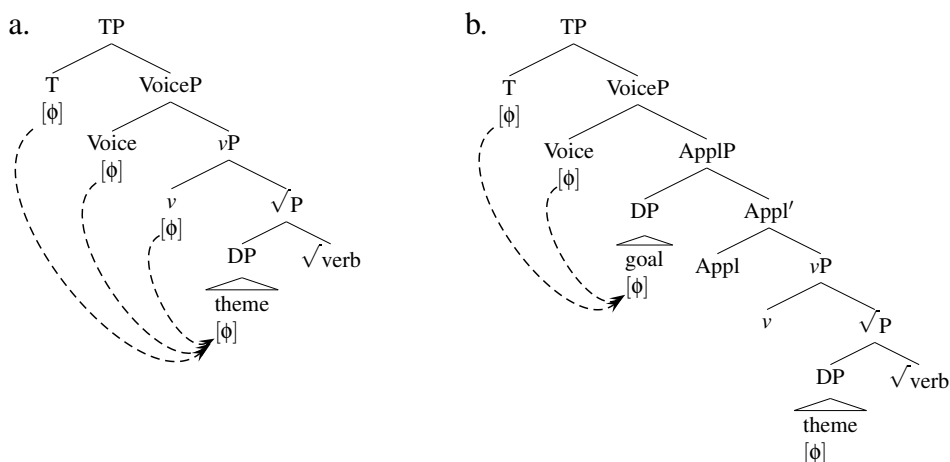 a.
TP
T
[ϕ]
VoiceP
Voice
[ϕ]
vP
v
[ϕ]
√P
DP
√verb
theme
[ϕ]
b.
TP
T
[ϕ]
VoiceP
Voice
[ϕ]
ApplP
DP
goal
[ϕ]
Appl′
Appl
vP
v
√P
DP
√verb
theme
[ϕ]